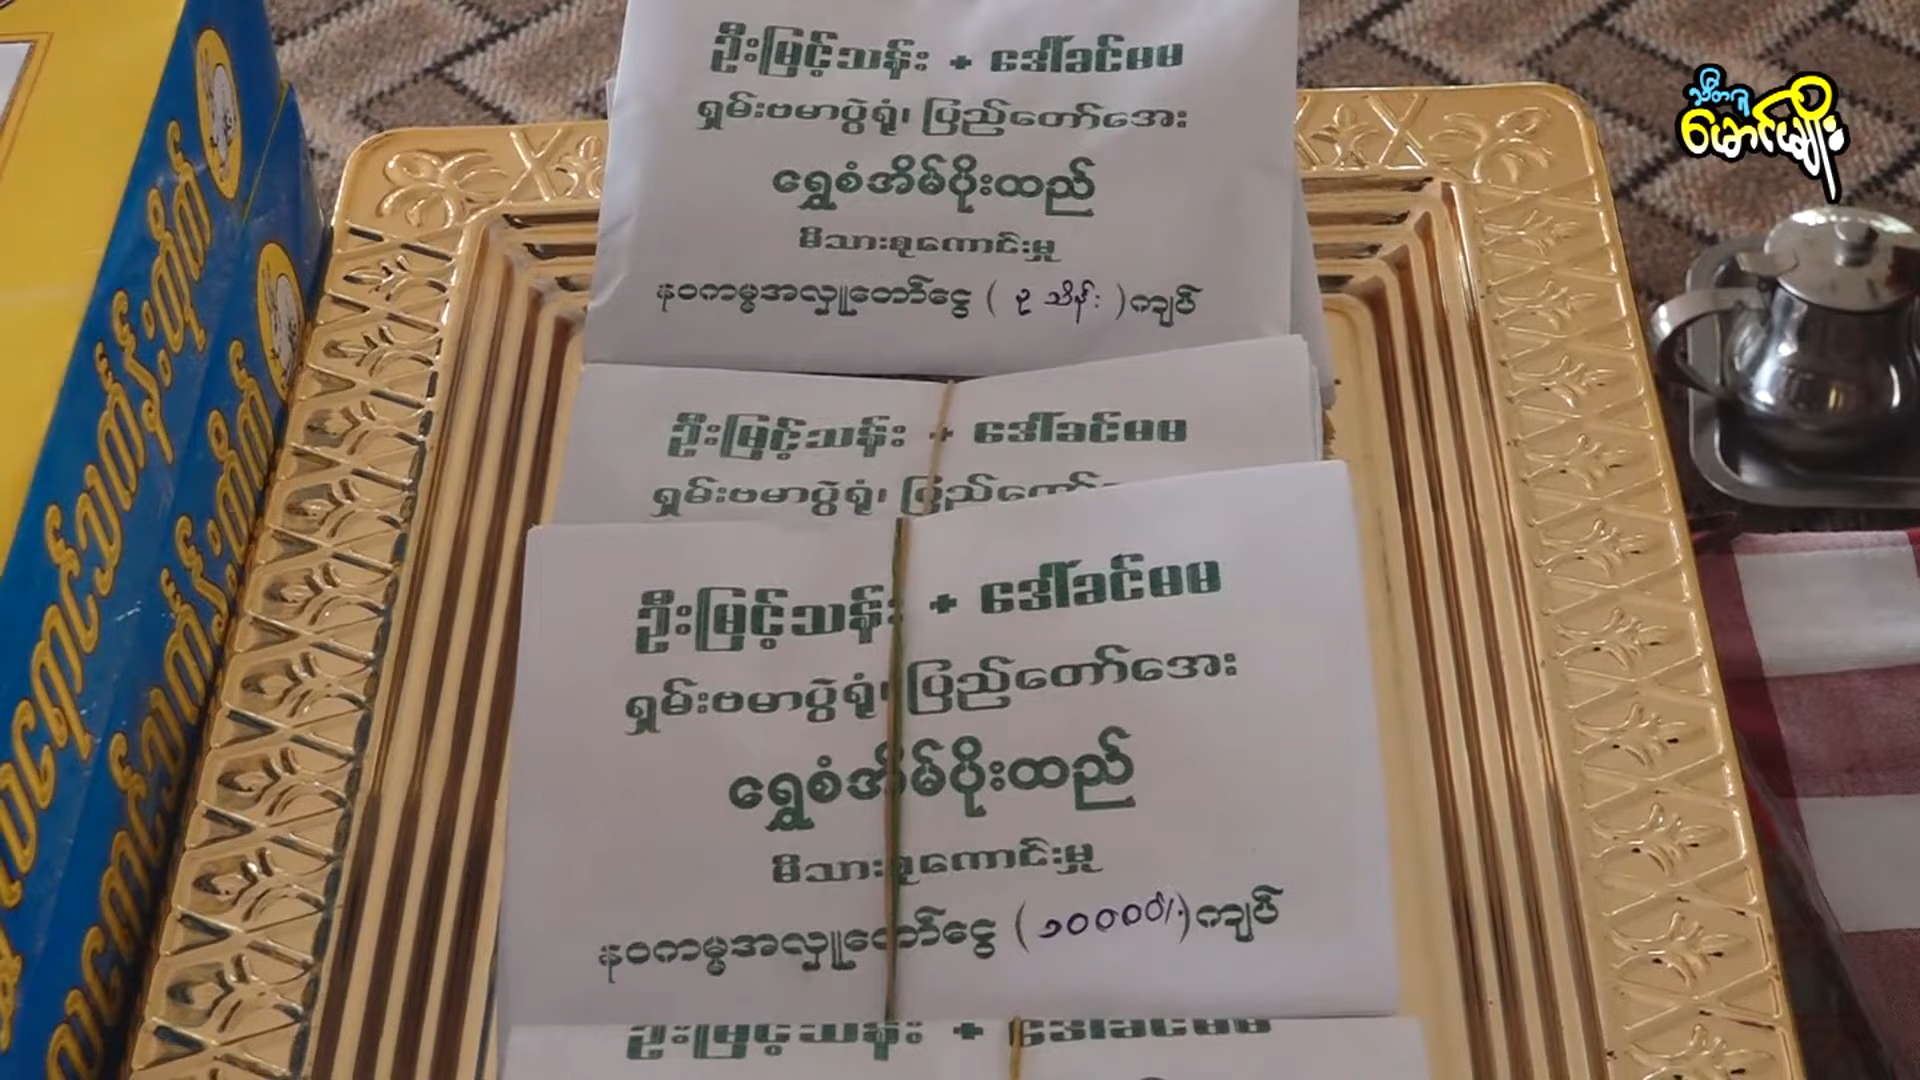 ဦးမြင့်သန်း + ဒေါ်ခင်မမ
ရှမ်းဗမာပွဲရုံ၊ ပြည်တော်အေး
ရွှေစံအိမ်ပိုးထည်
မိသားစုကောင်းမှု
နဝကမ္မအလှူတော်ငွေ ( ၃ သိန်း ) ကျပ်
ဦးမြင့်သန်း + ဒေါ်ခင်မမ
ရှမ်းဗမာပွဲရုံ၊ ပြည်တော်
ဦးမြင့်သန်း + ဒေါ်ခင်မမ
ရှမ်းဗမာပွဲရုံ၊ ပြည်တော်အေး
ရွှေစံအိမ်ပိုးထည်
မိသားစုကောင်းမှု
နဝကမ္မအလှူတော်ငွေ ( ၁၀၀၀၀၀/- ) ကျပ်
ဦးမြင့်သန်း + ဒေါ်ခင်မမ